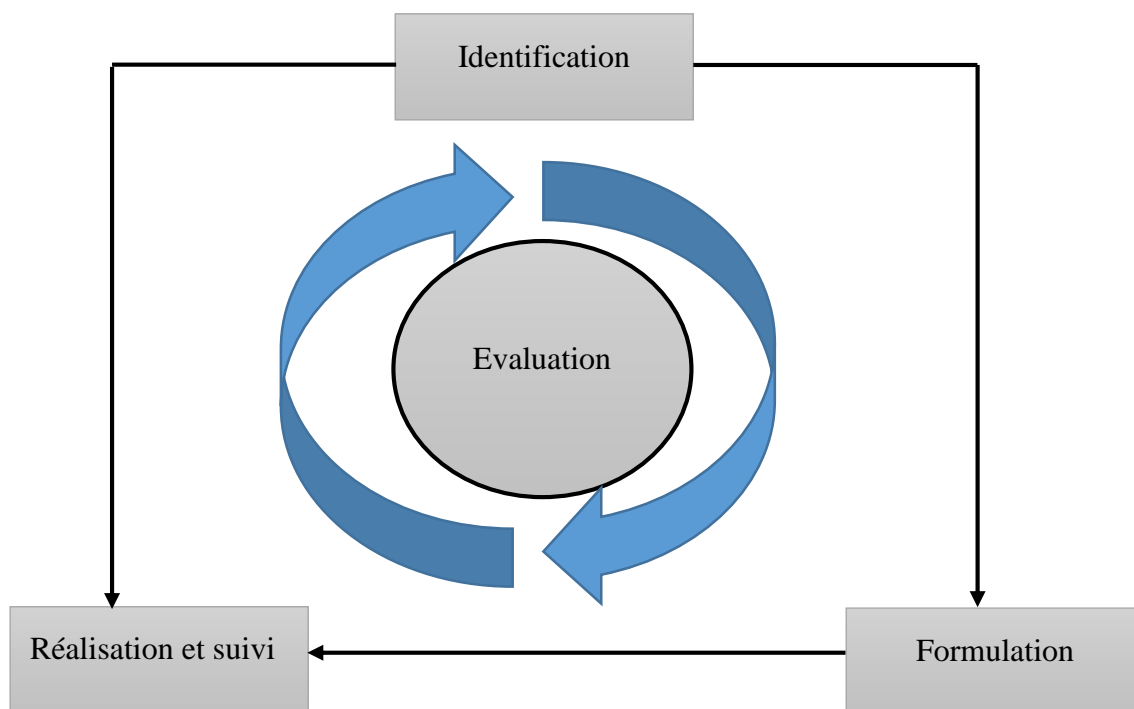 Identification
Evaluation
Réalisation et suivi
Formulation